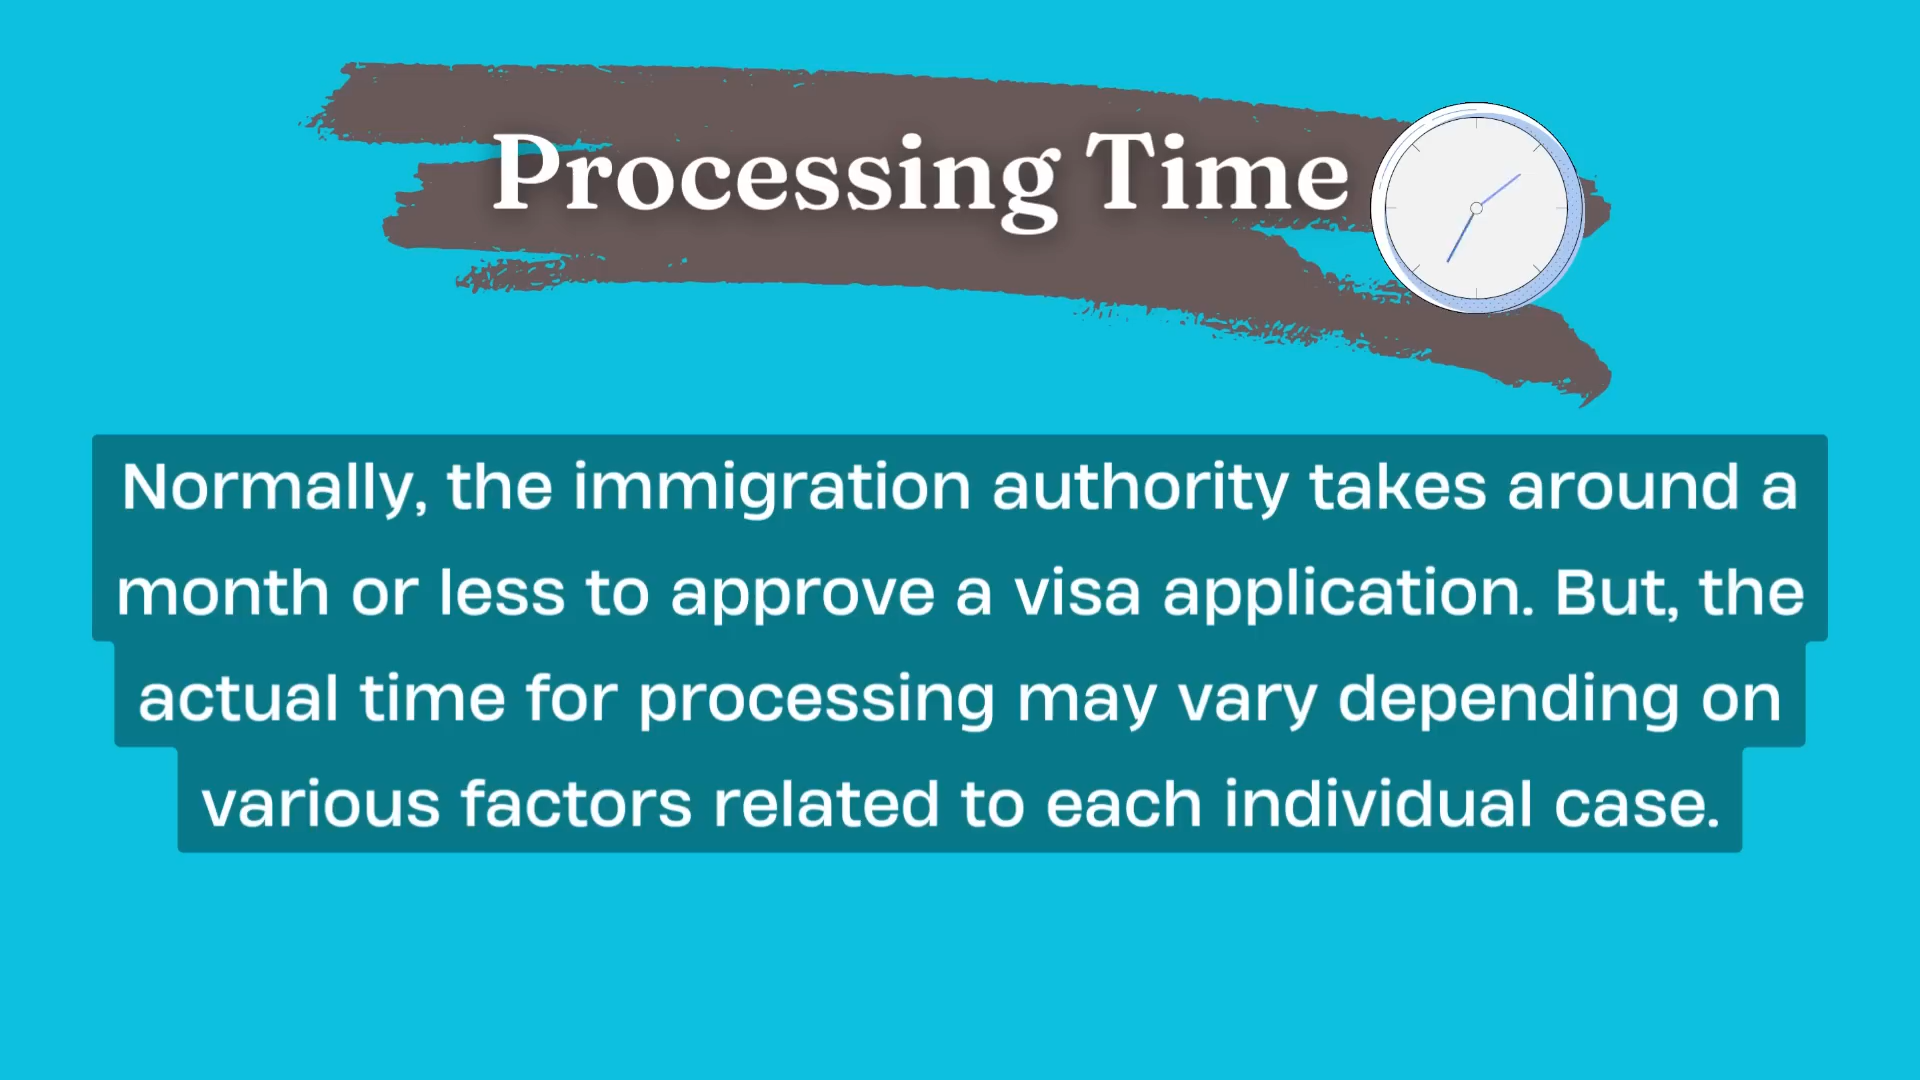 Processing Time
Normally, the immigration authority takes around a
month or less to approve a visa application. But, the
actual time for processing may vary depending on
various factors related to each individual case.